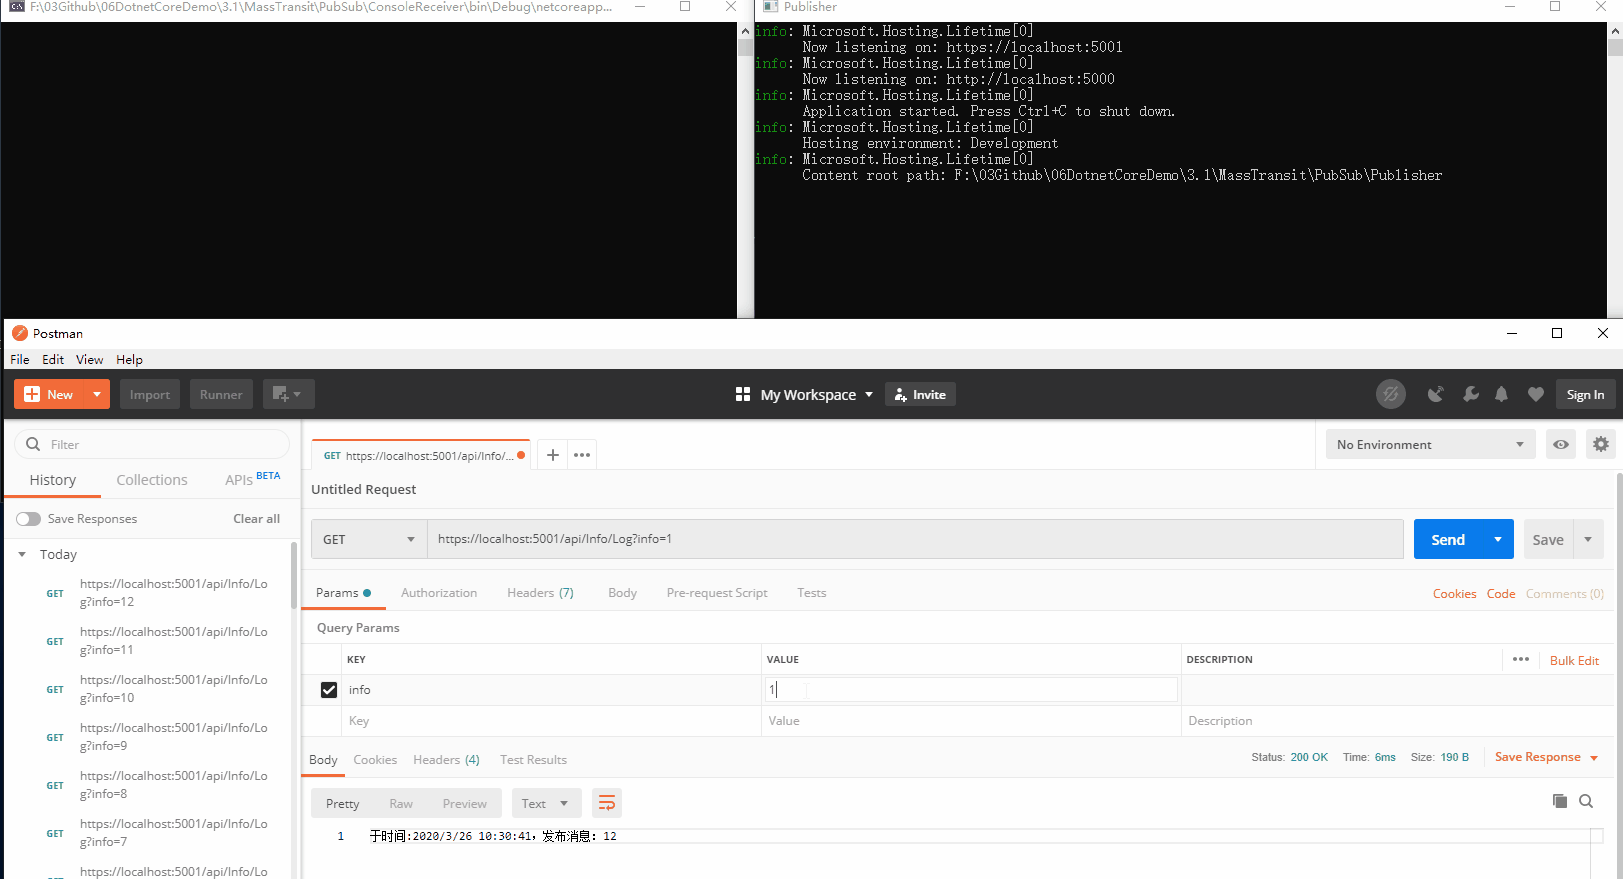 F:\03Github\06DotnetCoreDemo\3.1\MassTransit\PubSub\ConsoleReceiver\bin\Debug\netcoreapp...
Publisher
info: Microsoft.Hosting.Lifetime[0]
Now listening on: https://localhost:5001
info: Microsoft.Hosting.Lifetime[0]
Now listening on: http://localhost:5000
info: Microsoft.Hosting.Lifetime[0]
Application started. Press Ctrl+C to shut down.
info: Microsoft.Hosting.Lifetime[0]
Hosting environment: Development
info: Microsoft.Hosting.Lifetime[0]
Content root path: F:\03Github\06DotnetCoreDemo\3.1\MassTransit\PubSub\Publisher
Postman
File Edit View Help
New Import Runner My Workspace Invite Sign In
Filter
GET https://localhost:5001/api/Info/...
No Environment
History Collections APIs BETA
Untitled Request
Save Responses Clear all
GET https://localhost:5001/api/Info/Log?info=1 Send Save
Today
GET https://localhost:5001/api/Info/Lo
g?info=12
GET https://localhost:5001/api/Info/Lo
g?info=11
GET https://localhost:5001/api/Info/Lo
g?info=10
GET https://localhost:5001/api/Info/Lo
g?info=9
GET https://localhost:5001/api/Info/Lo
g?info=8
GET https://localhost:5001/api/Info/Lo
g?info=7
https://localhost:5001/api/Info/Lo
Params Authorization Headers (7) Body Pre-request Script Tests Cookies Code Comments (0)
Query Params
KEY VALUE DESCRIPTION Bulk Edit
info 1
Key Value Description
Body Cookies Headers (4) Test Results Status: 200 OK Time: 6ms Size: 190 B Save Response
Pretty Raw Preview Text
1 于时间:2020/3/26 10:30:41，发布消息：12